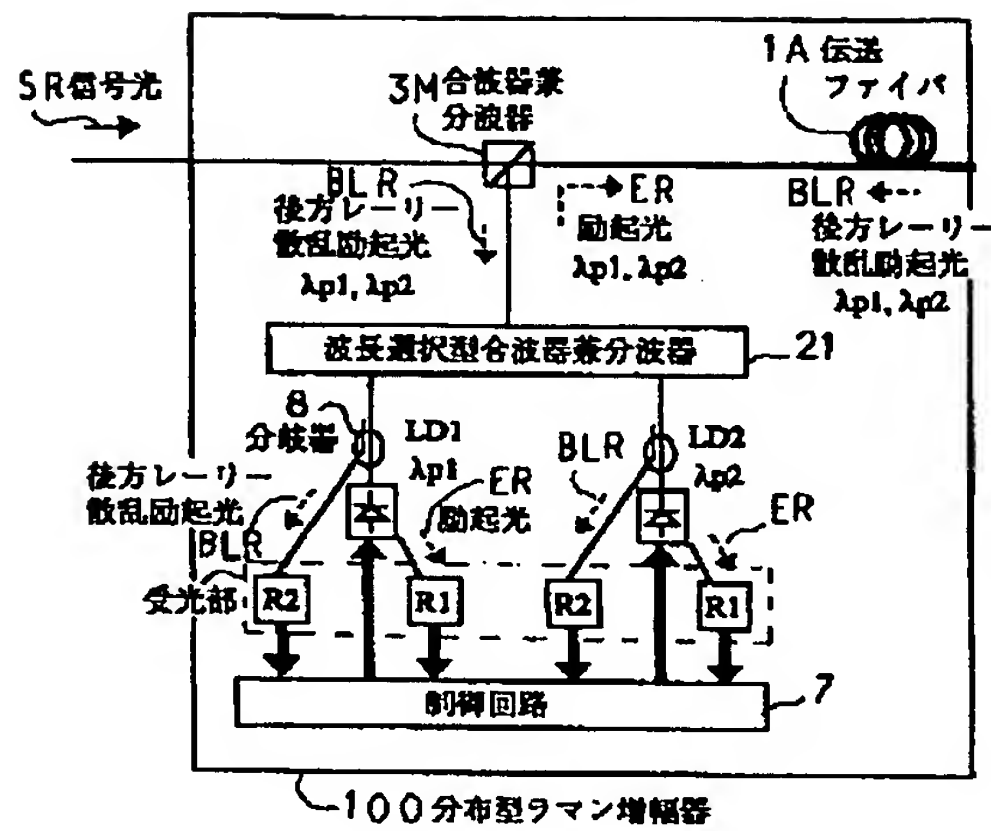 SR信号光
3M合波器兼
分波器
1A 伝送
ファイバ
BLR
後方レーリー
散乱励起光
λp1, λp2
ER
励起光
λp1, λp2
BLR
後方レーリー
散乱励起光
λp1, λp2
波長選択型合波器兼分波器
21
8
分岐器
LD1
λp1
ER
励起光
後方レーリー
散乱励起光
BLR
BLR
LD2
λp2
ER
受光部
R2
R1
R2
R1
制御回路
7
100分布型ラマン増幅器